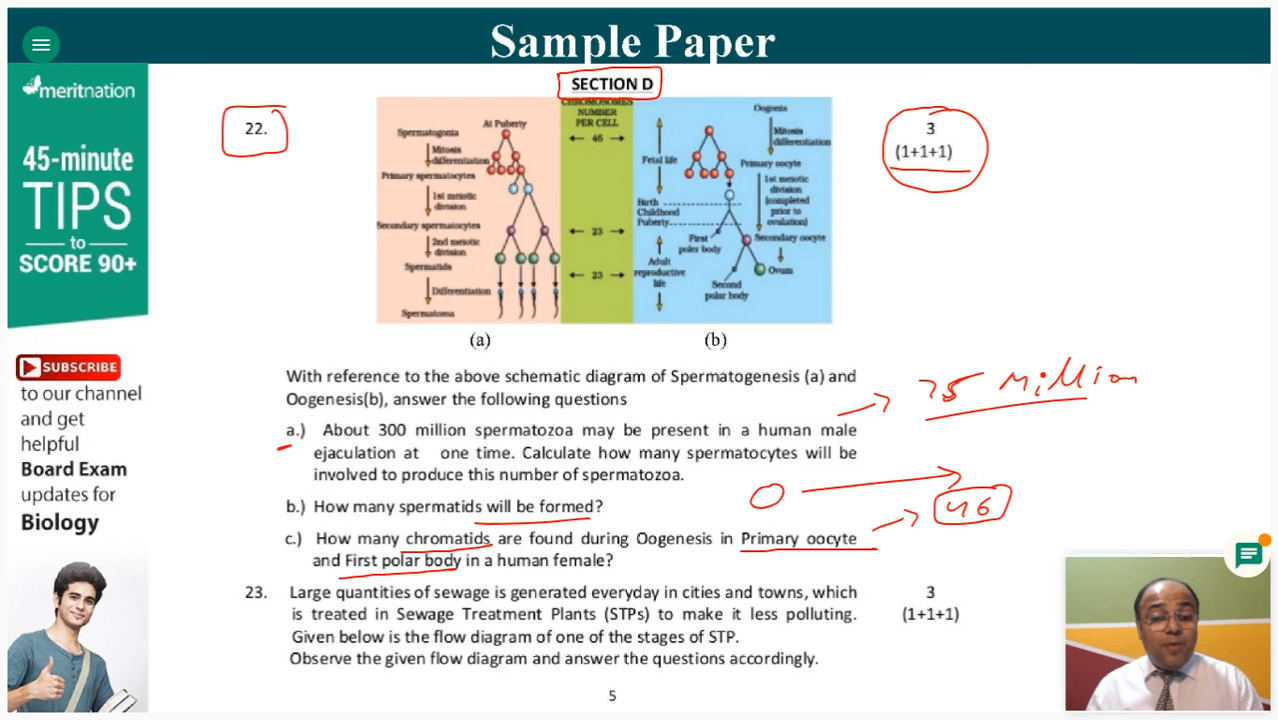 Sample Paper
meritnation
45-minute
TIPS
to
SCORE 90+
SUBSCRIBE
to our channel
and get
helpful
Board Exam
updates for
Biology
SECTION D
22.
3
(1+1+1)
At Puberty
Spermatogonia
Mitosis
differentiation
Primary spermatocytes
1st meiotic
division
Secondary spermatocytes
2nd meiotic
division
Spermatids
Differentiation
Spermatozoa
(a)
CHROMOSOMES
NUMBER
PER CELL
46
23
23
Oogonia
Mitosis
differentiation
Fetal life
Primary oocyte
1st meiotic
division
(completed
prior to
ovulation)
Birth
Childhood
Puberty
First
poler body
Secondary oocyte
Adult
reproductive
life
Ovum
Second
polar body
(b)
With reference to the above schematic diagram of Spermatogenesis (a) and
Oogenesis(b), answer the following questions
a.) About 300 million spermatozoa may be present in a human male
ejaculation at one time. Calculate how many spermatocytes will be
involved to produce this number of spermatozoa.
75 Million
b.) How many spermatids will be formed?
46
c.) How many chromatids are found during Oogenesis in Primary oocyte
and First polar body in a human female?
23. Large quantities of sewage is generated everyday in cities and towns, which
is treated in Sewage Treatment Plants (STPs) to make it less polluting.
Given below is the flow diagram of one of the stages of STP.
Observe the given flow diagram and answer the questions accordingly.
3
(1+1+1)
5